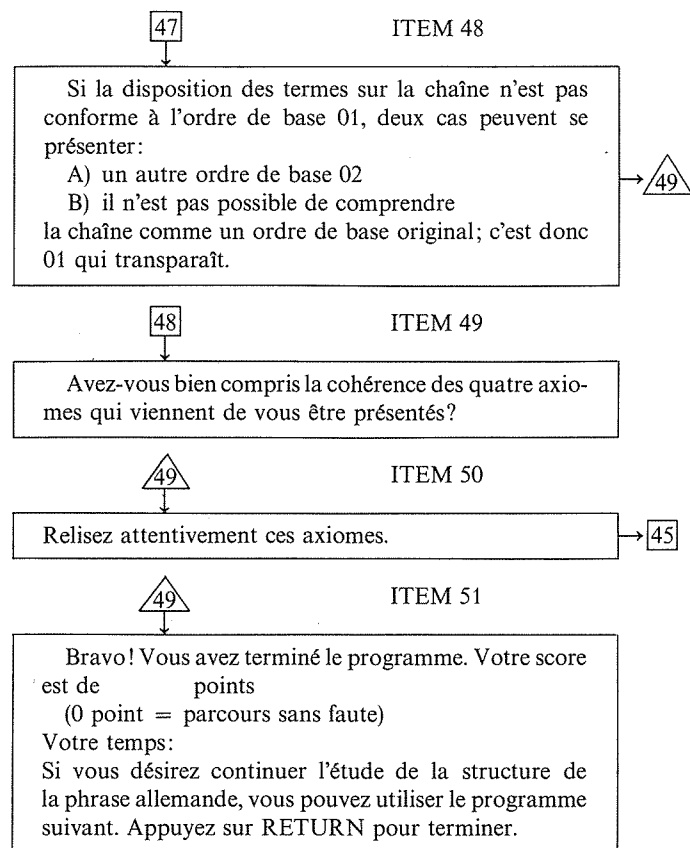 47 ITEM 48
Si la disposition des termes sur la chaîne n'est pas
conforme à l'ordre de base 01, deux cas peuvent se
présenter:
A) un autre ordre de base 02
B) il n'est pas possible de comprendre
la chaîne comme un ordre de base original; c'est donc
01 qui transparaît.
49
48 ITEM 49
Avez-vous bien compris la cohérence des quatre axio-
mes qui viennent de vous être présentés?
49 ITEM 50
Relisez attentivement ces axiomes.
45
49 ITEM 51
Bravo! Vous avez terminé le programme. Votre score
est de points
(0 point = parcours sans faute)
Votre temps:
Si vous désirez continuer l'étude de la structure de
la phrase allemande, vous pouvez utiliser le programme
suivant. Appuyez sur RETURN pour terminer.